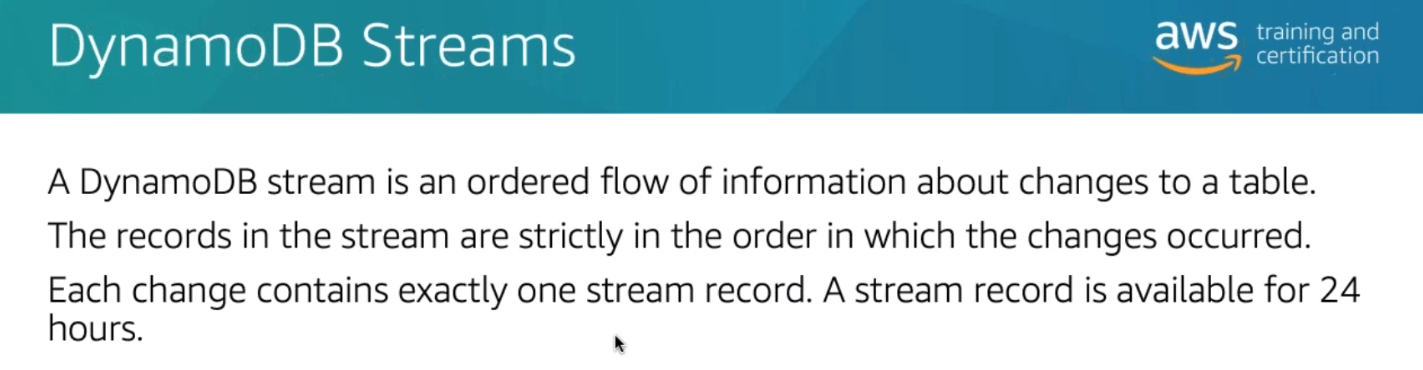 DynamoDB Streams
aws training and
certification
A DynamoDB stream is an ordered flow of information about changes to a table.
The records in the stream are strictly in the order in which the changes occurred.
Each change contains exactly one stream record. A stream record is available for 24
hours.